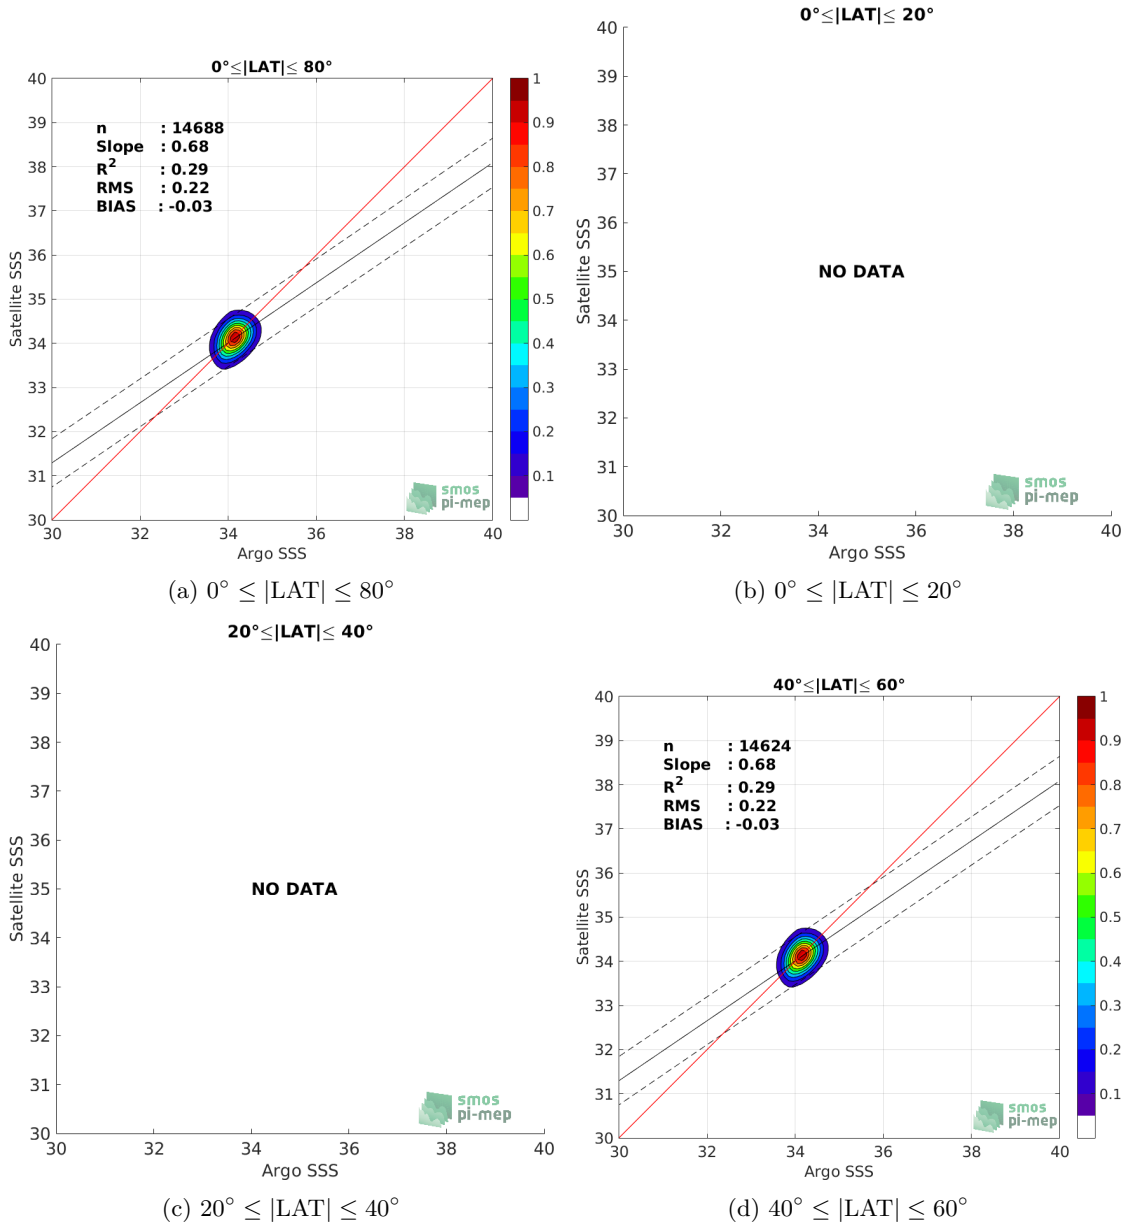 0°≤|LAT|≤ 80°
40
39
38
37
36
35
34
33
32
31
30
n : 14688
Slope : 0.68
R² : 0.29
RMS : 0.22
BIAS : -0.03
1
0.9
0.8
0.7
0.6
0.5
0.4
0.3
0.2
0.1
Satellite SSS
smos
pi-mep
30 32 34 36 38 40
Argo SSS
(a) 0° ≤ |LAT| ≤ 80°
0°≤|LAT|≤ 20°
40
39
38
37
36
35
34
33
32
31
30
Satellite SSS
NO DATA
smos
pi-mep
30 32 34 36 38 40
Argo SSS
(b) 0° ≤ |LAT| ≤ 20°
20°≤|LAT|≤ 40°
40
39
38
37
36
35
34
33
32
31
30
Satellite SSS
NO DATA
smos
pi-mep
30 32 34 36 38 40
Argo SSS
(c) 20° ≤ |LAT| ≤ 40°
40°≤|LAT|≤ 60°
40
39
38
37
36
35
34
33
32
31
30
n : 14624
Slope : 0.68
R² : 0.29
RMS : 0.22
BIAS : -0.03
1
0.9
0.8
0.7
0.6
0.5
0.4
0.3
0.2
0.1
Satellite SSS
smos
pi-mep
30 32 34 36 38 40
Argo SSS
(d) 40° ≤ |LAT| ≤ 60°